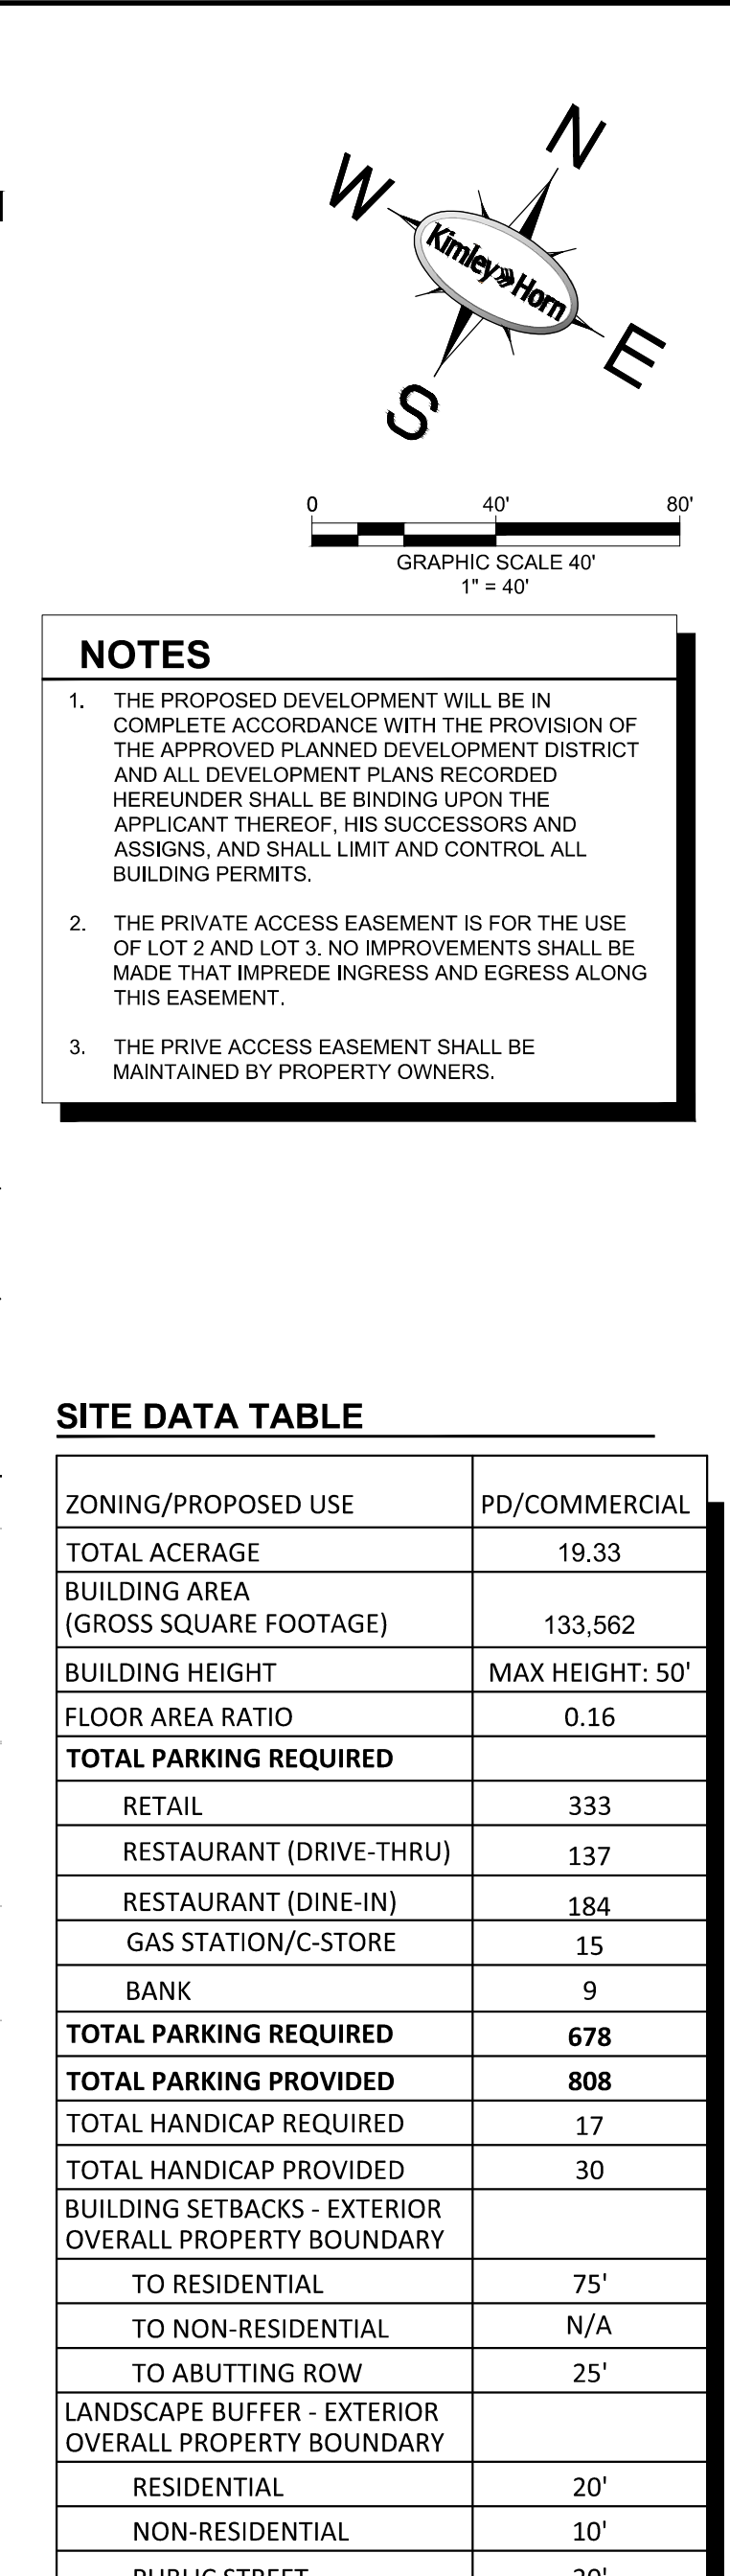 N
W
Kimley»Horn
E
S
0 40' 80'
GRAPHIC SCALE 40'
1" = 40'
NOTES
1. THE PROPOSED DEVELOPMENT WILL BE IN
COMPLETE ACCORDANCE WITH THE PROVISION OF
THE APPROVED PLANNED DEVELOPMENT DISTRICT
AND ALL DEVELOPMENT PLANS RECORDED
HEREUNDER SHALL BE BINDING UPON THE
APPLICANT THEREOF, HIS SUCCESSORS AND
ASSIGNS, AND SHALL LIMIT AND CONTROL ALL
BUILDING PERMITS.
2. THE PRIVATE ACCESS EASEMENT IS FOR THE USE
OF LOT 2 AND LOT 3. NO IMPROVEMENTS SHALL BE
MADE THAT IMPREDE INGRESS AND EGRESS ALONG
THIS EASEMENT.
3. THE PRIVE ACCESS EASEMENT SHALL BE
MAINTAINED BY PROPERTY OWNERS.
SITE DATA TABLE
ZONING/PROPOSED USE PD/COMMERCIAL
TOTAL ACERAGE 19.33
BUILDING AREA
(GROSS SQUARE FOOTAGE) 133,562
BUILDING HEIGHT MAX HEIGHT: 50'
FLOOR AREA RATIO 0.16
TOTAL PARKING REQUIRED
RETAIL 333
RESTAURANT (DRIVE-THRU) 137
RESTAURANT (DINE-IN) 184
GAS STATION/C-STORE 15
BANK 9
TOTAL PARKING REQUIRED 678
TOTAL PARKING PROVIDED 808
TOTAL HANDICAP REQUIRED 17
TOTAL HANDICAP PROVIDED 30
BUILDING SETBACKS - EXTERIOR
OVERALL PROPERTY BOUNDARY
TO RESIDENTIAL 75'
TO NON-RESIDENTIAL N/A
TO ABUTTING ROW 25'
LANDSCAPE BUFFER - EXTERIOR
OVERALL PROPERTY BOUNDARY
RESIDENTIAL 20'
NON-RESIDENTIAL 10'
PUBLIC STREET